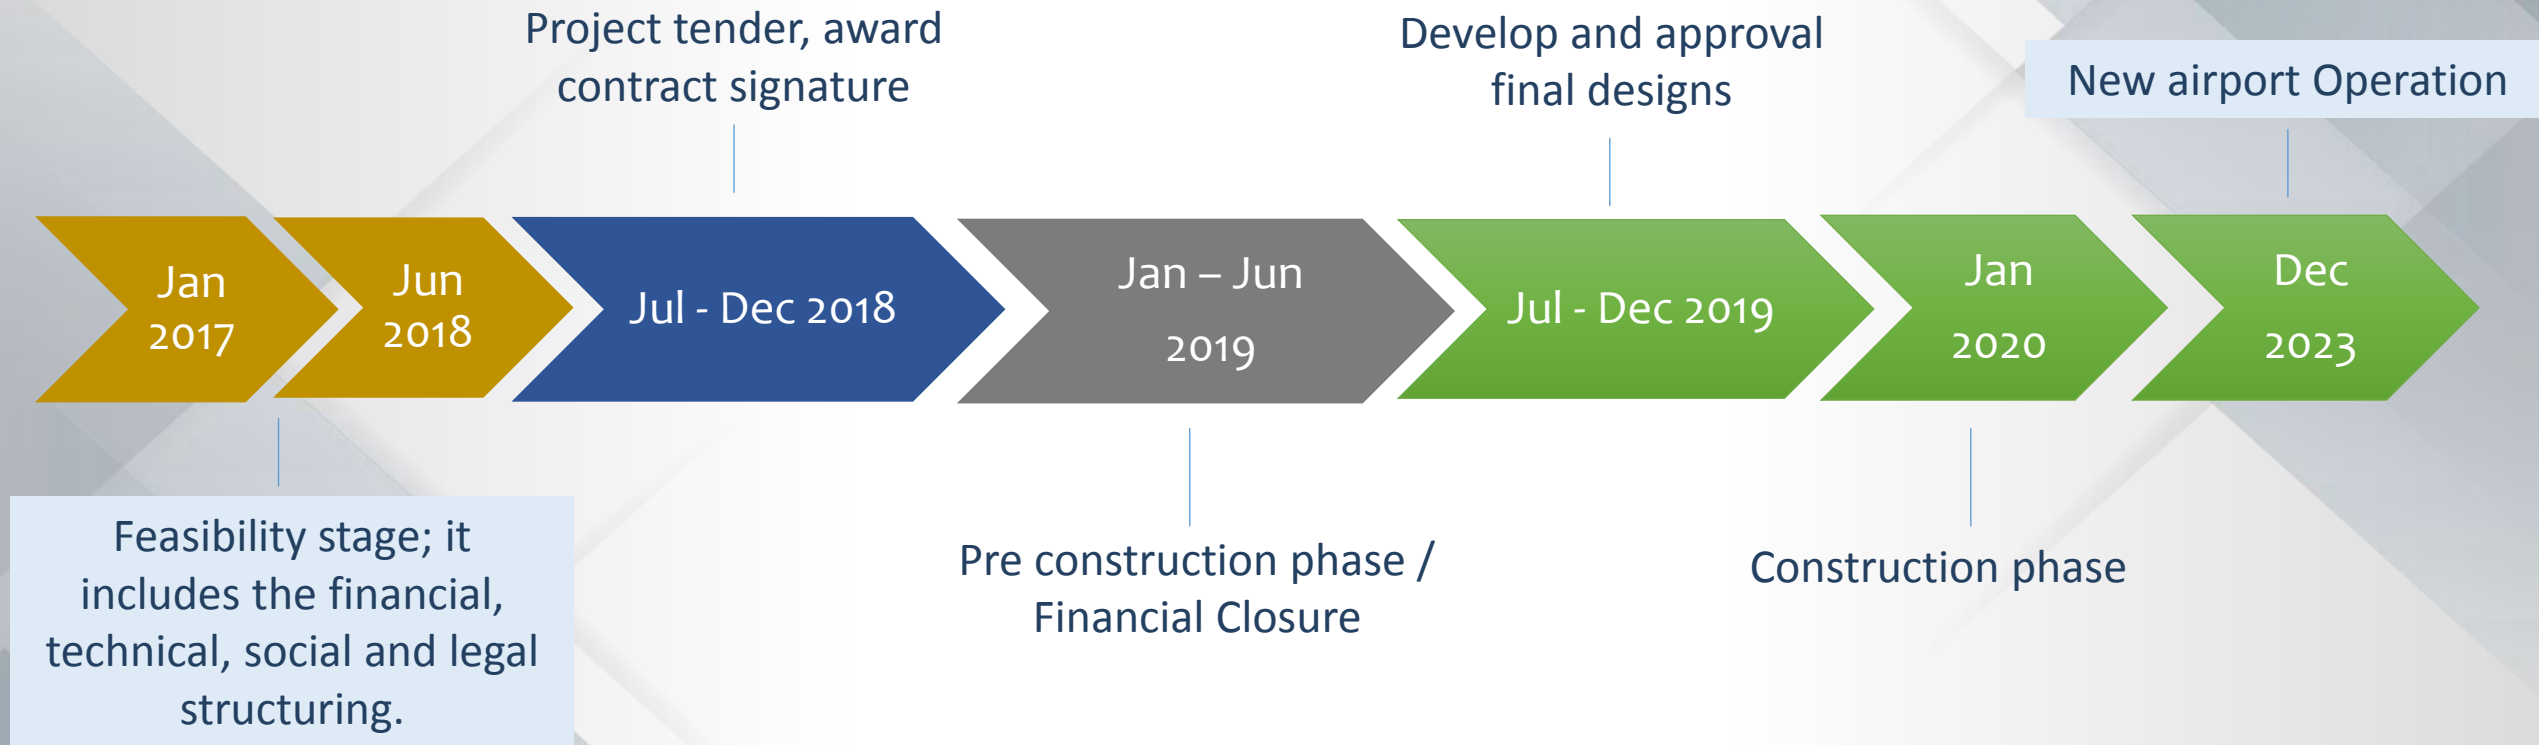 Project tender, award
contract signature
Develop and approval
final designs
New airport Operation
Jan
2017
Jun
2018
Jul - Dec 2018
Jan – Jun
2019
Jul - Dec 2019
Jan
2020
Dec
2023
Feasibility stage; it
includes the financial,
technical, social and legal
structuring.
Pre construction phase /
Financial Closure
Construction phase